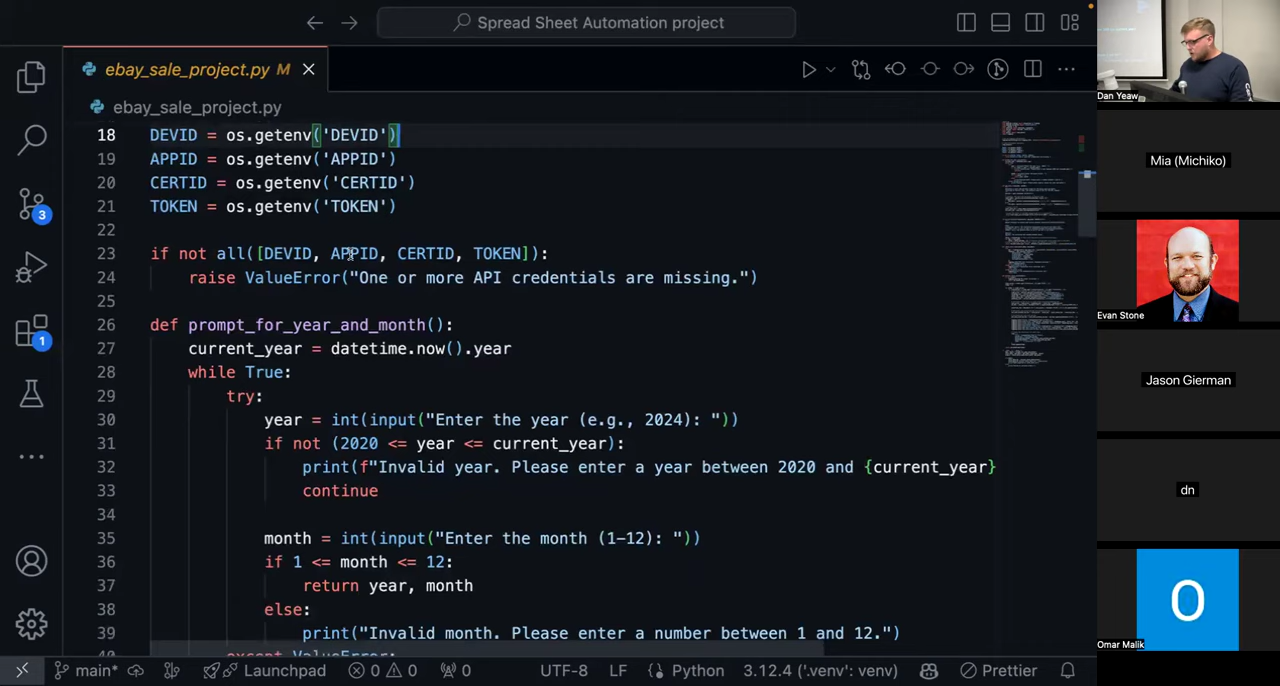 Spread Sheet Automation project
ebay_sale_project.py M
ebay_sale_project.py
18 DEVID = os.getenv('DEVID')
19 APPID = os.getenv('APPID')
20 CERTID = os.getenv('CERTID')
21 TOKEN = os.getenv('TOKEN')
22
23 if not all([DEVID, APPID, CERTID, TOKEN]):
24 raise ValueError("One or more API credentials are missing.")
25
26 def prompt_for_year_and_month():
27 current_year = datetime.now().year
28 while True:
29 try:
30 year = int(input("Enter the year (e.g., 2024): "))
31 if not (2020 <= year <= current_year):
32 print(f"Invalid year. Please enter a year between 2020 and {current_year}
33 continue
34
35 month = int(input("Enter the month (1-12): "))
36 if 1 <= month <= 12:
37 return year, month
38 else:
39 print("Invalid month. Please enter a number between 1 and 12.")
40 except ValueError:
3
1
main* Launchpad 0 0 0 UTF-8 LF Python 3.12.4 ('.venv': venv) Prettier
Dan Yeaw
Mia (Michiko)
Evan Stone
Jason Gierman
dn
O
Omar Malik